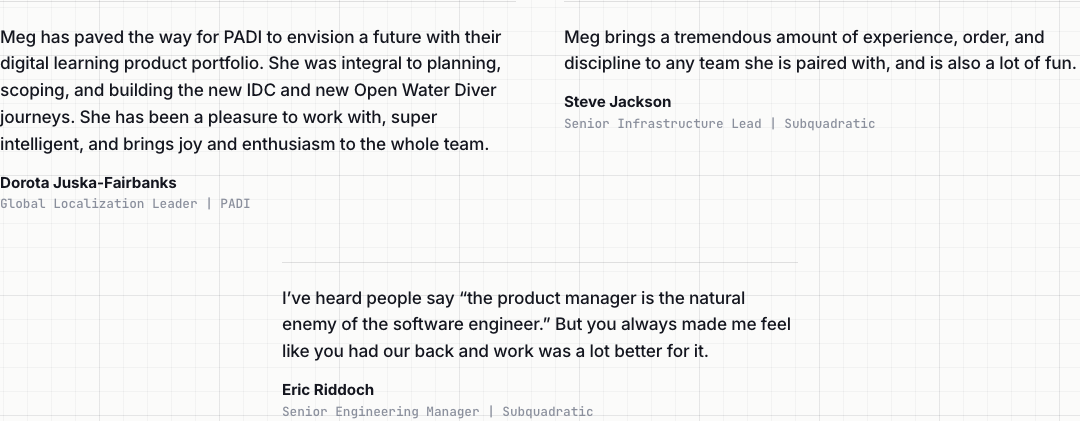 Meg has paved the way for PADI to envision a future with their
digital learning product portfolio. She was integral to planning,
scoping, and building the new IDC and new Open Water Diver
journeys. She has been a pleasure to work with, super
intelligent, and brings joy and enthusiasm to the whole team.
Dorota Juska-Fairbanks
Global Localization Leader | PADI
Meg brings a tremendous amount of experience, order, and
discipline to any team she is paired with, and is also a lot of fun.
Steve Jackson
Senior Infrastructure Lead | Subquadratic
I’ve heard people say “the product manager is the natural
enemy of the software engineer.” But you always made me feel
like you had our back and work was a lot better for it.
Eric Riddoch
Senior Engineering Manager | Subquadratic